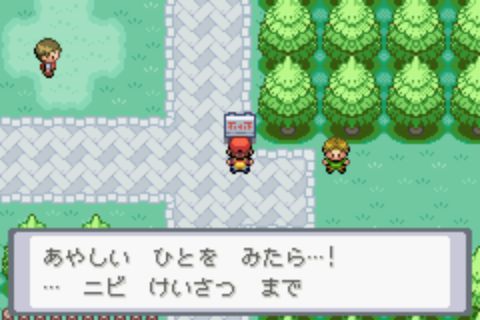 あやしい　ひとを　みたら…!
…　ニビ　けいさつ　まで